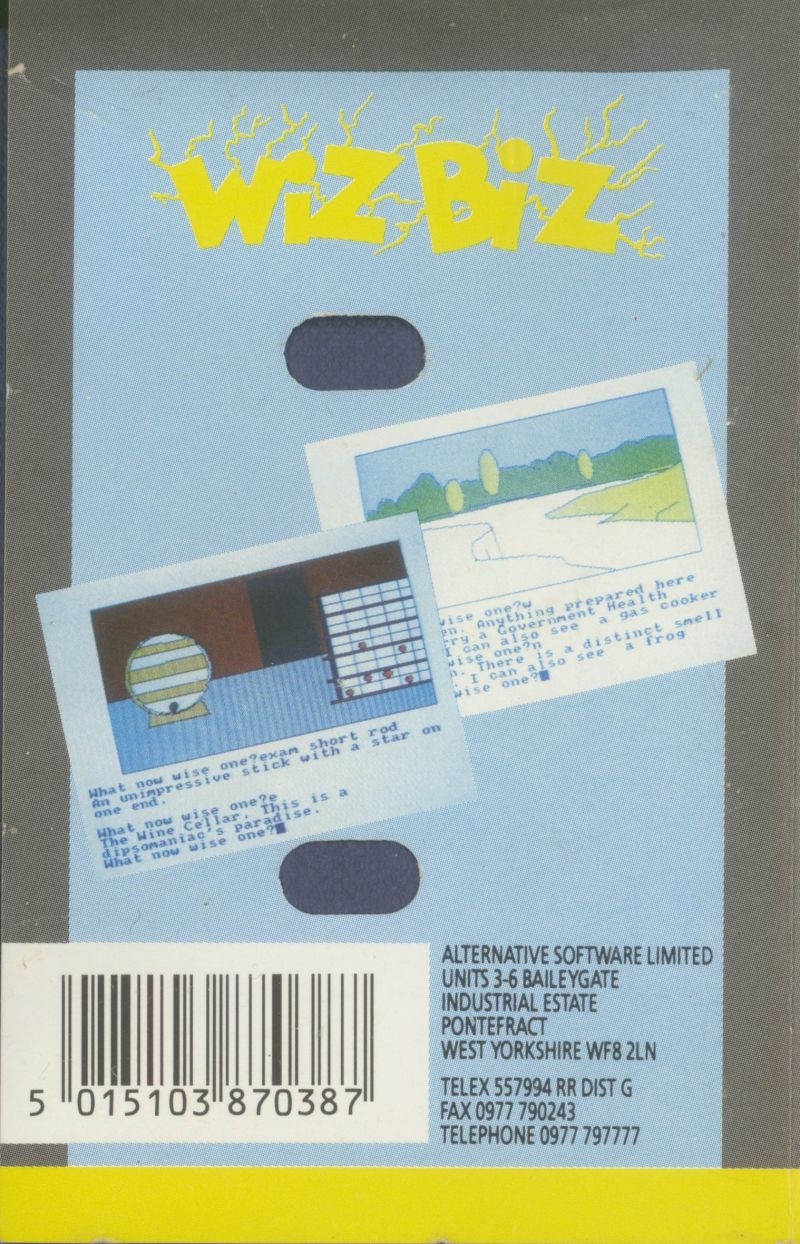 WiZ BiZ
wise one?w
en. Anything prepared here
rry a Government Health
I can also see a gas cooker
wise one?n
n. There is a distinct smell
. I can also see a frog
wise one?
What now wise one?exam short rod
An unimpressive stick with a star on
one end.
What now wise one?e
The Wine Cellar. This is a
dipsomaniac's paradise.
What now wise one?
5 015103 870387
ALTERNATIVE SOFTWARE LIMITED
UNITS 3-6 BAILEYGATE
INDUSTRIAL ESTATE
PONTEFRACT
WEST YORKSHIRE WF8 2LN
TELEX 557994 RR DIST G
FAX 0977 790243
TELEPHONE 0977 797777